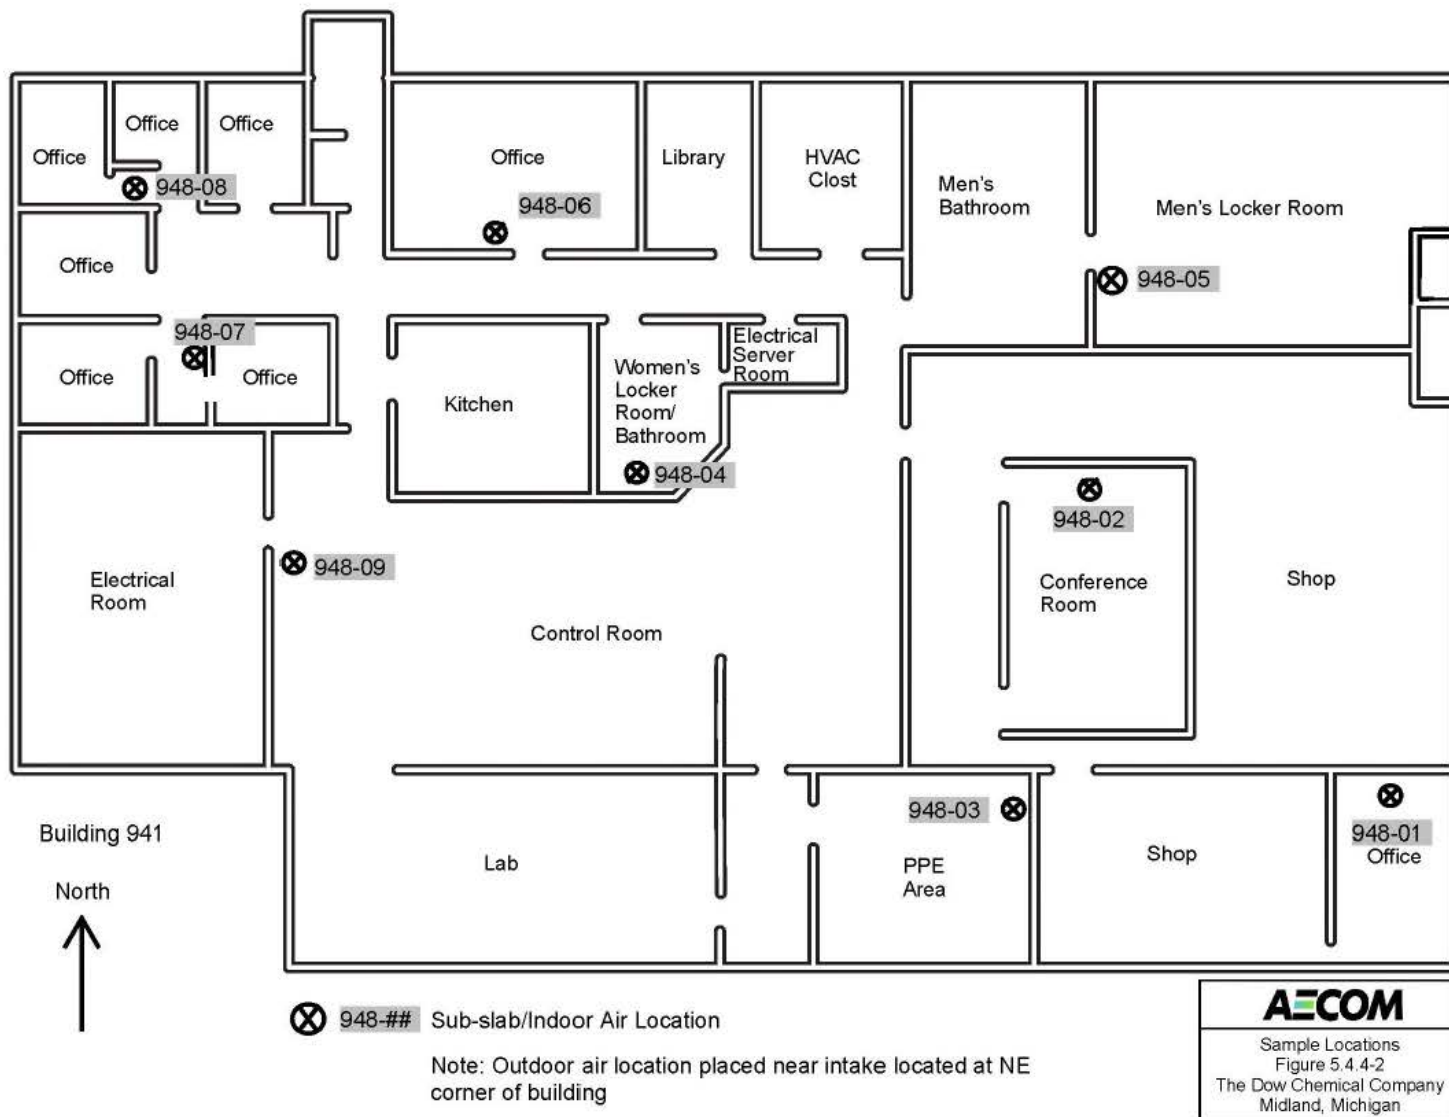 Office
Office
Office
948-08
Office
948-06
Library
HVAC
Clost
Men's
Bathroom
Men's Locker Room
948-05
Office
948-07
Office
Office
Kitchen
Women's
Locker
Room/
Bathroom
948-04
Electrical
Server
Room
948-02
Conference
Room
Shop
Electrical
Room
948-09
Control Room
948-03
PPE
Area
Shop
948-01
Office
Lab
Building 941
North
948-## Sub-slab/Indoor Air Location
Note: Outdoor air location placed near intake located at NE
corner of building
AECOM
Sample Locations
Figure 5.4.4-2
The Dow Chemical Company
Midland, Michigan